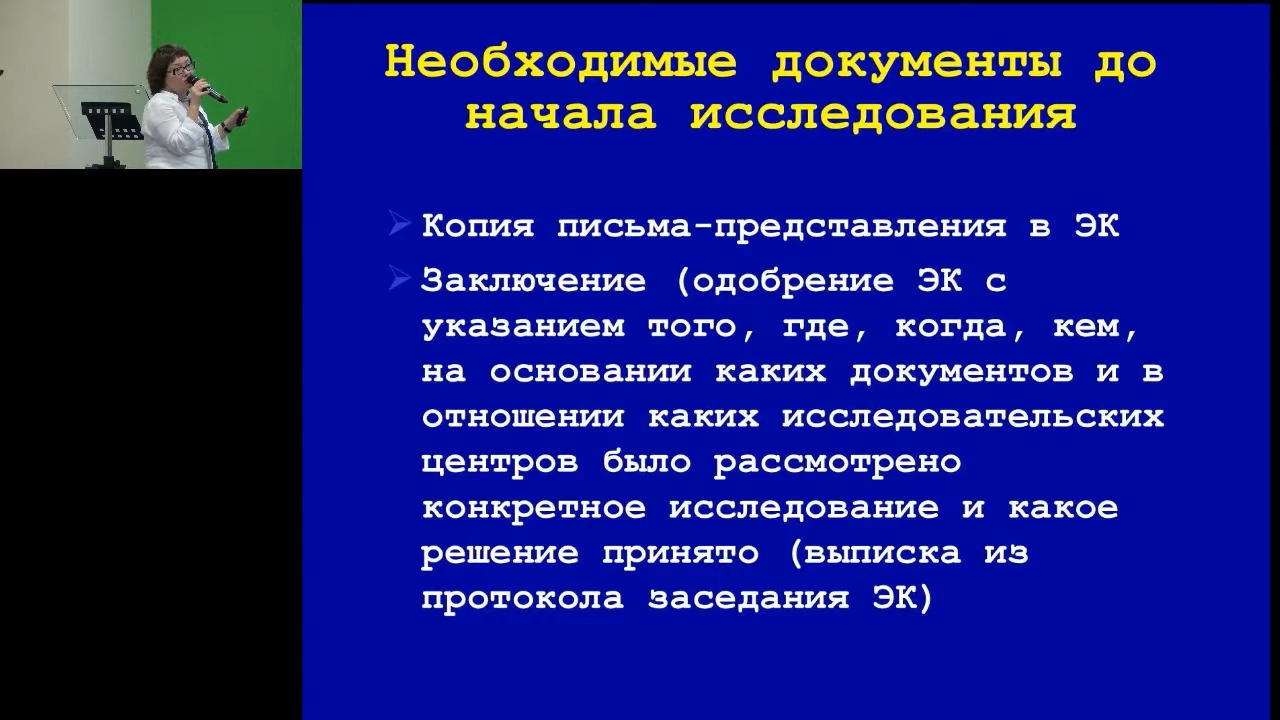 Необходимые документы до
начала исследования
Копия письма-представления в ЭК
Заключение (одобрение ЭК с
указанием того, где, когда, кем,
на основании каких документов и в
отношении каких исследовательских
центров было рассмотрено
конкретное исследование и какое
решение принято (выписка из
протокола заседания ЭК)